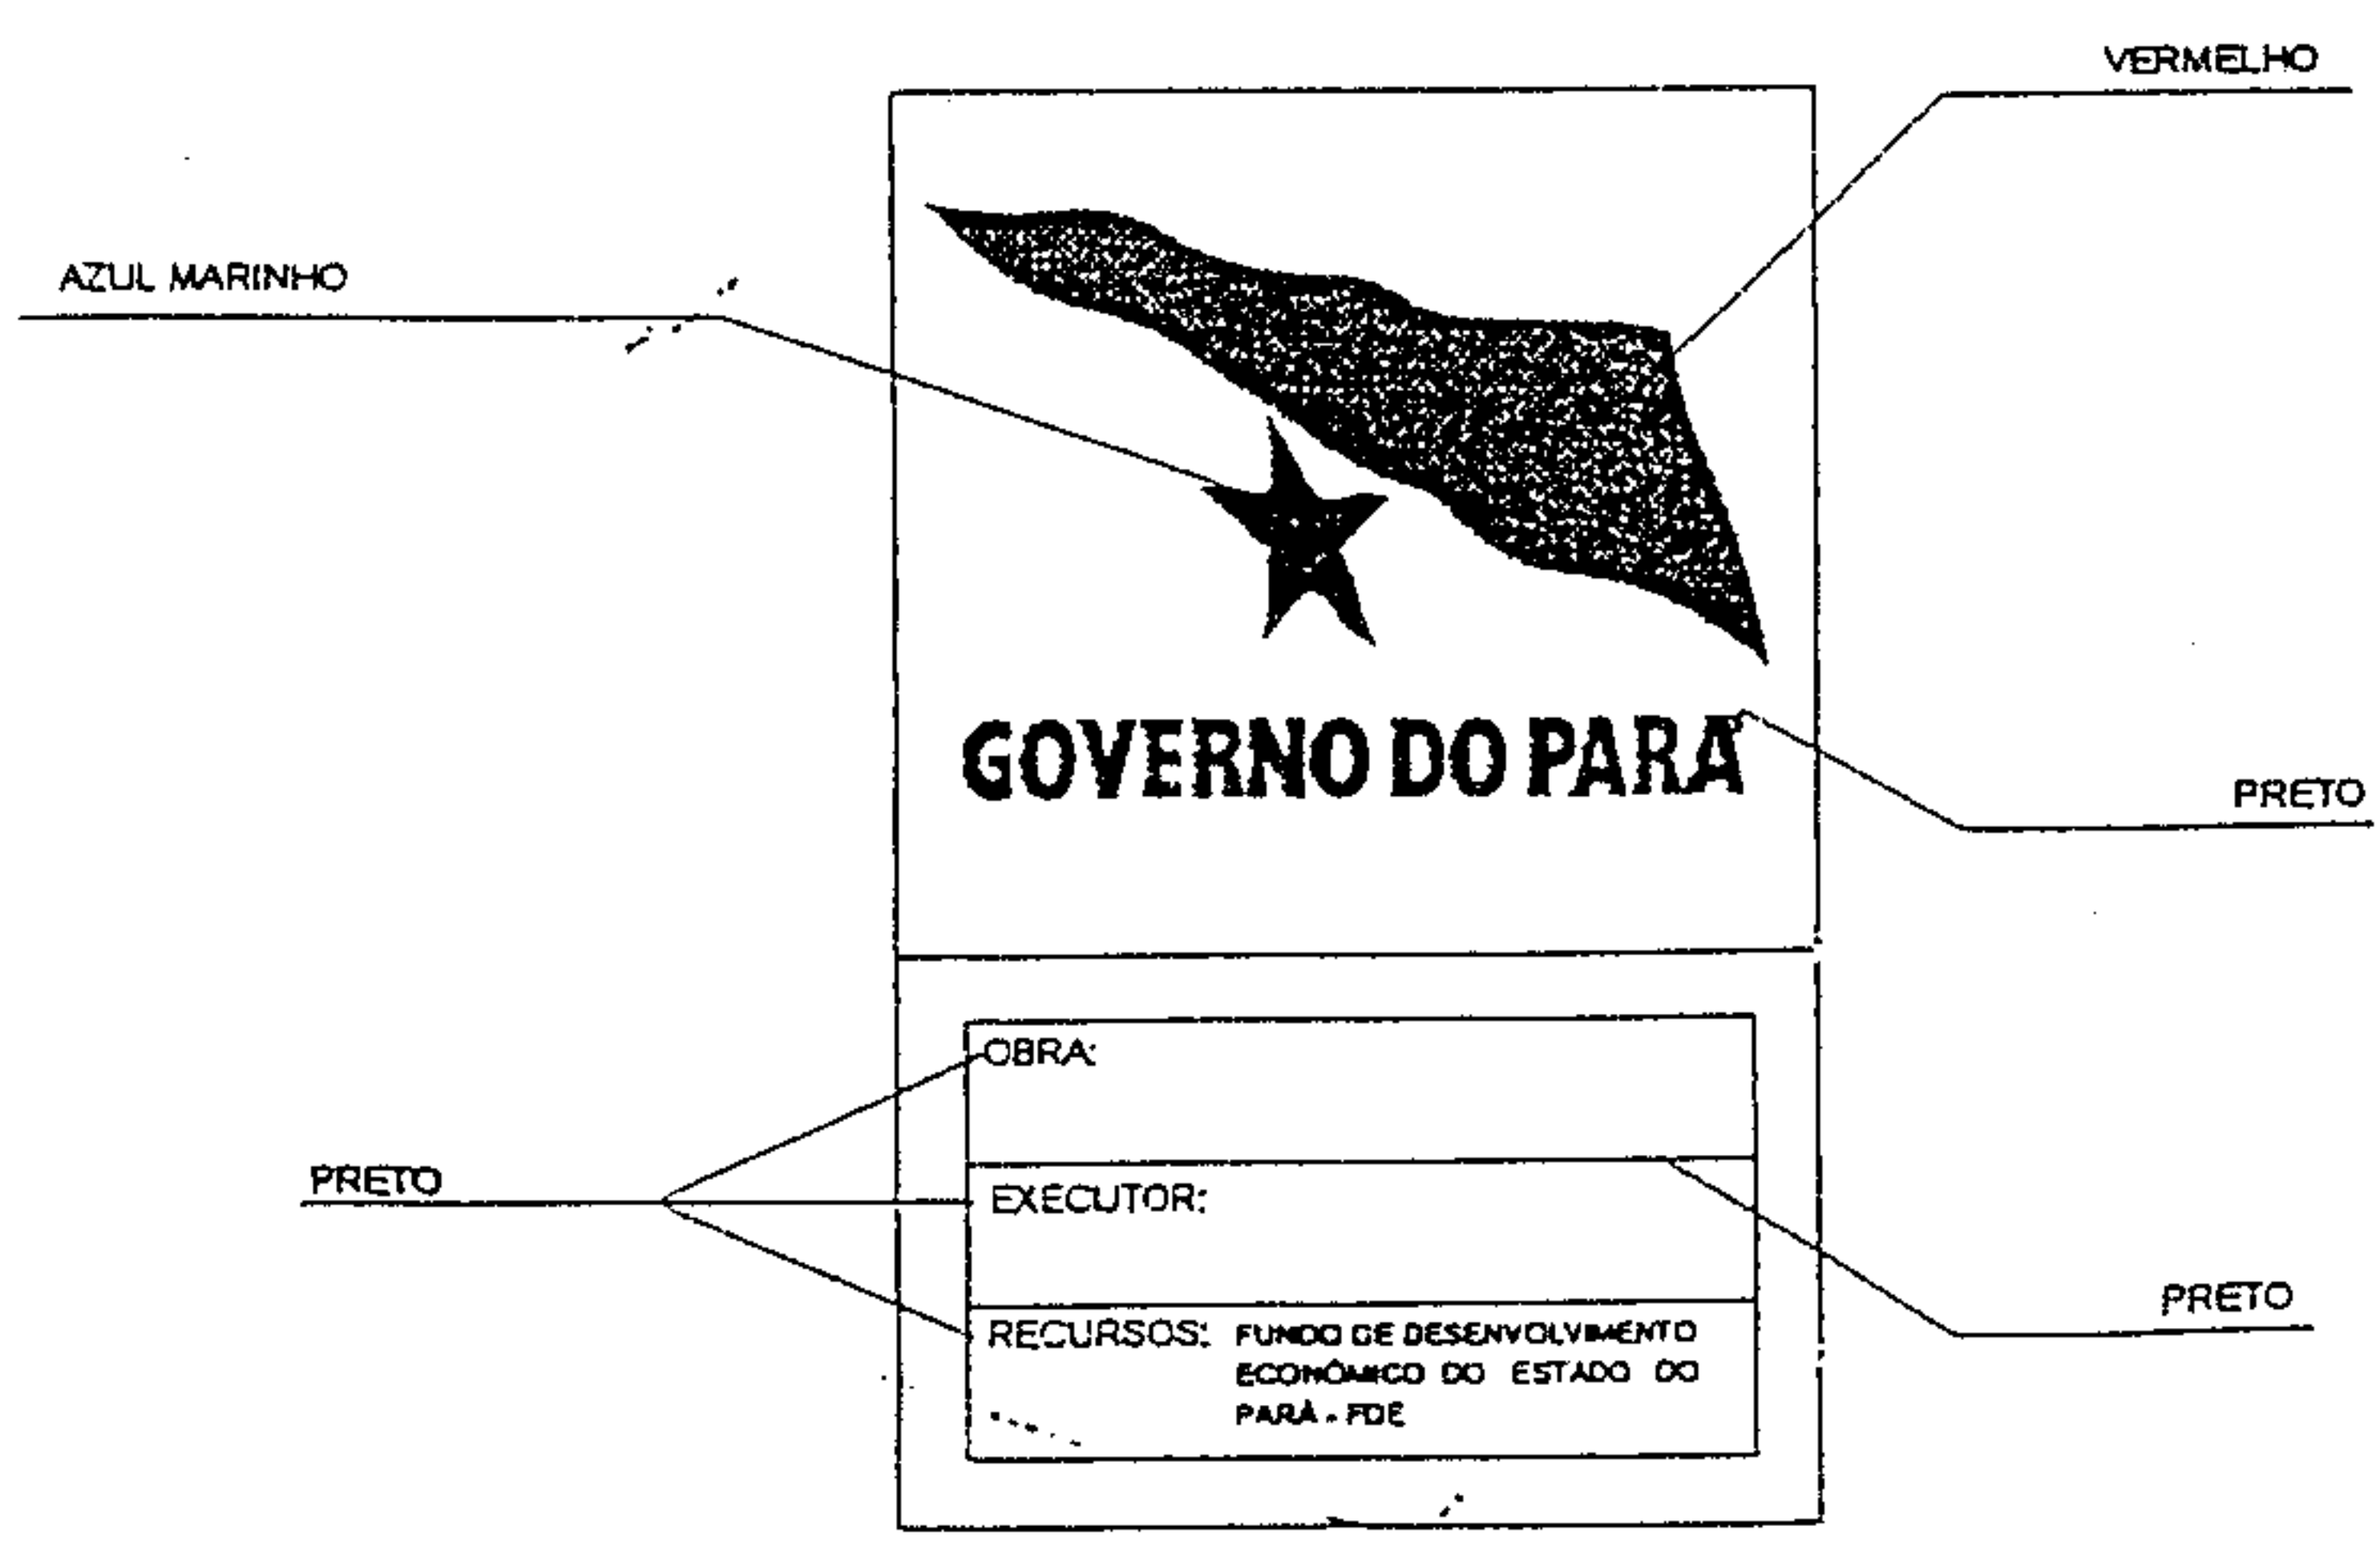 VERMELHO
AZUL MARINHO
GOVERNO DO PARÁ
PRETO
OBRA:
PRETO
EXECUTOR:
PRETO
RECURSOS: FUNDO DE DESENVOLVIMENTO
ECONÔMICO DO ESTADO DO
PARÁ - FDE